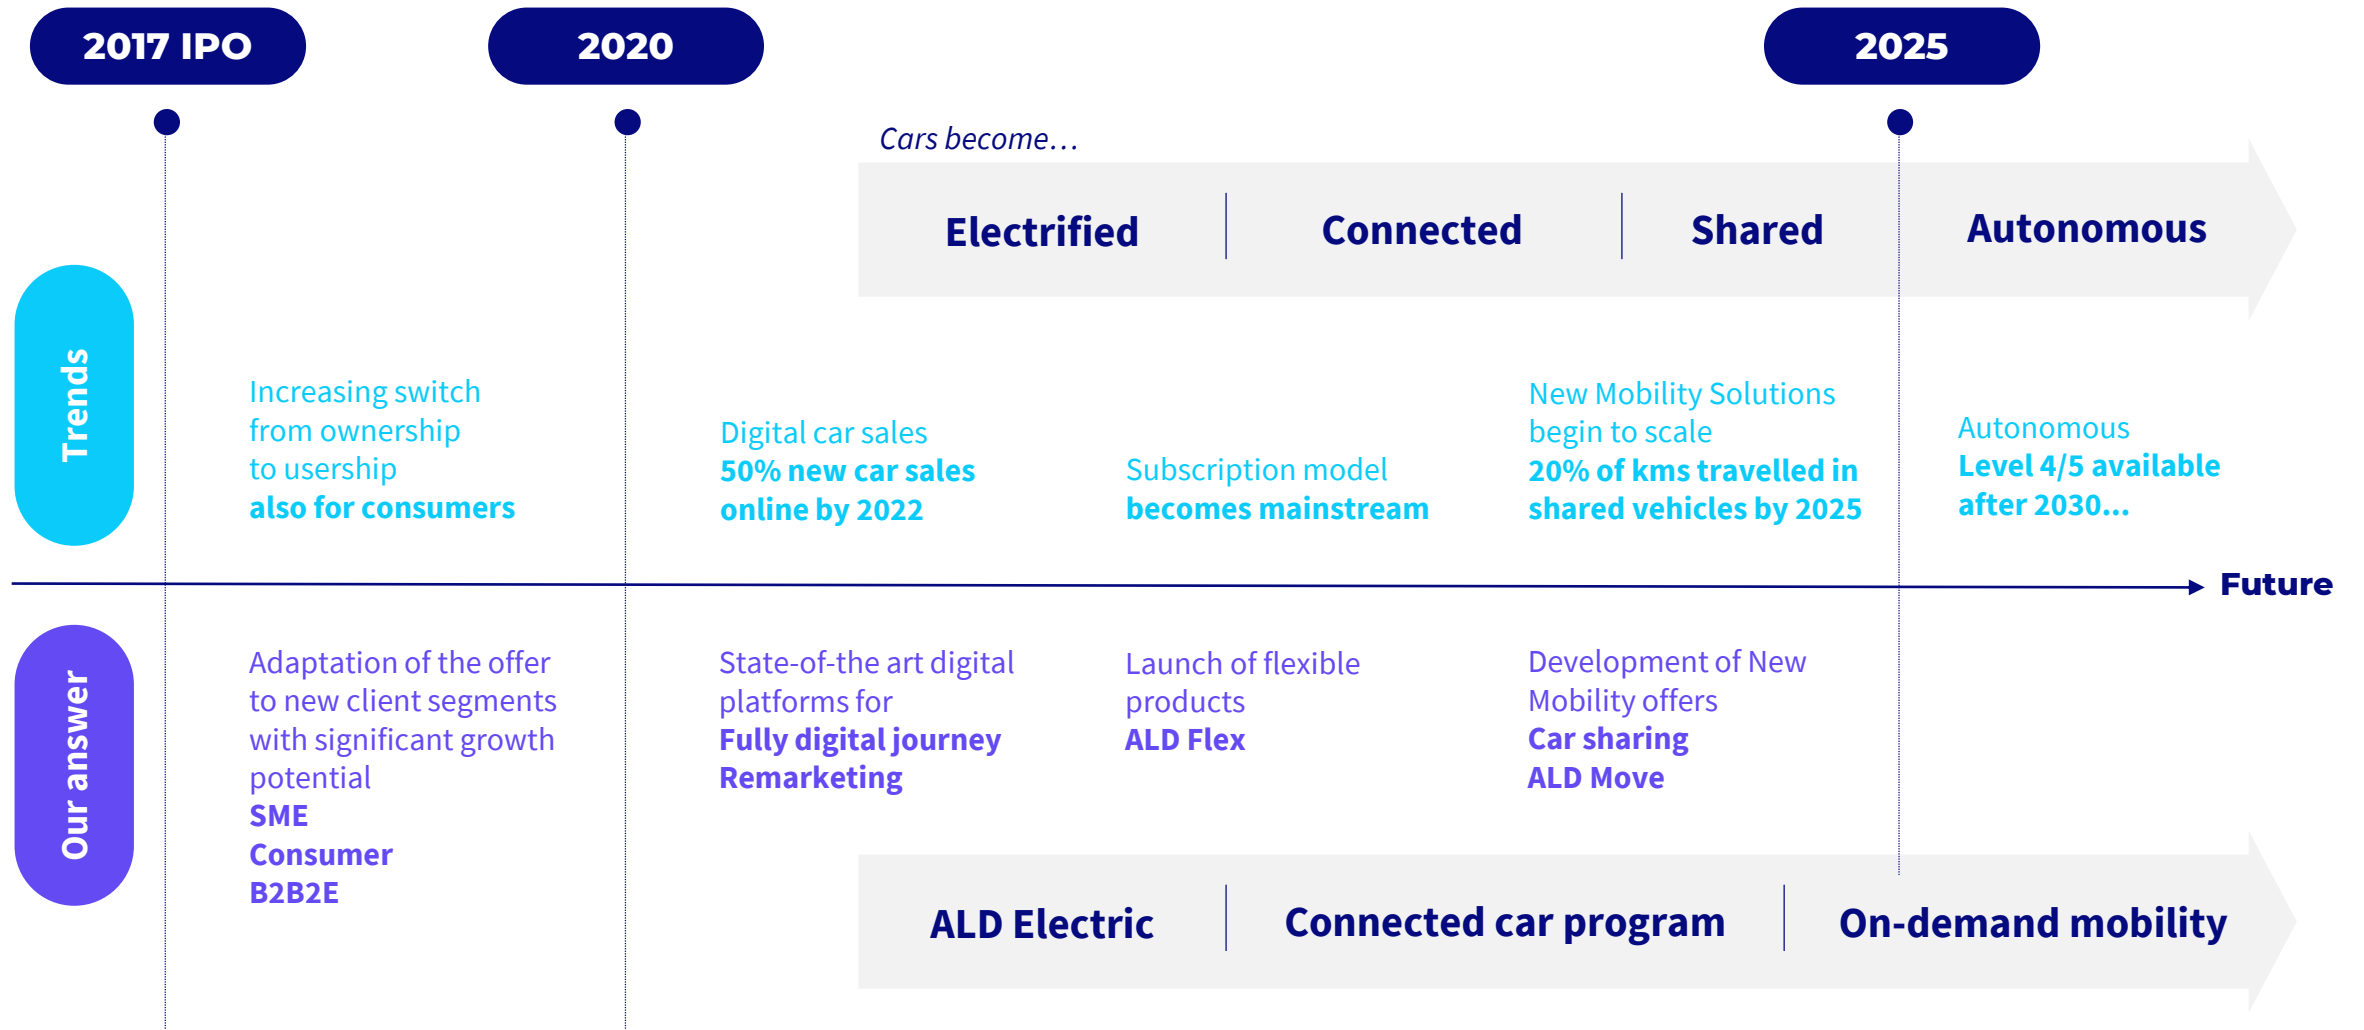 2017 IPO
2020
2025
Cars become…
Electrified
Connected
Shared
Autonomous
Trends
Increasing switch
from ownership
to usership
also for consumers
Digital car sales
50% new car sales
online by 2022
Subscription model
becomes mainstream
New Mobility Solutions
begin to scale
20% of kms travelled in
shared vehicles by 2025
Autonomous
Level 4/5 available
after 2030...
Future
Our answer
Adaptation of the offer
to new client segments
with significant growth
potential
SME
Consumer
B2B2E
State-of-the art digital
platforms for
Fully digital journey
Remarketing
Launch of flexible
products
ALD Flex
Development of New
Mobility offers
Car sharing
ALD Move
ALD Electric
Connected car program
On-demand mobility